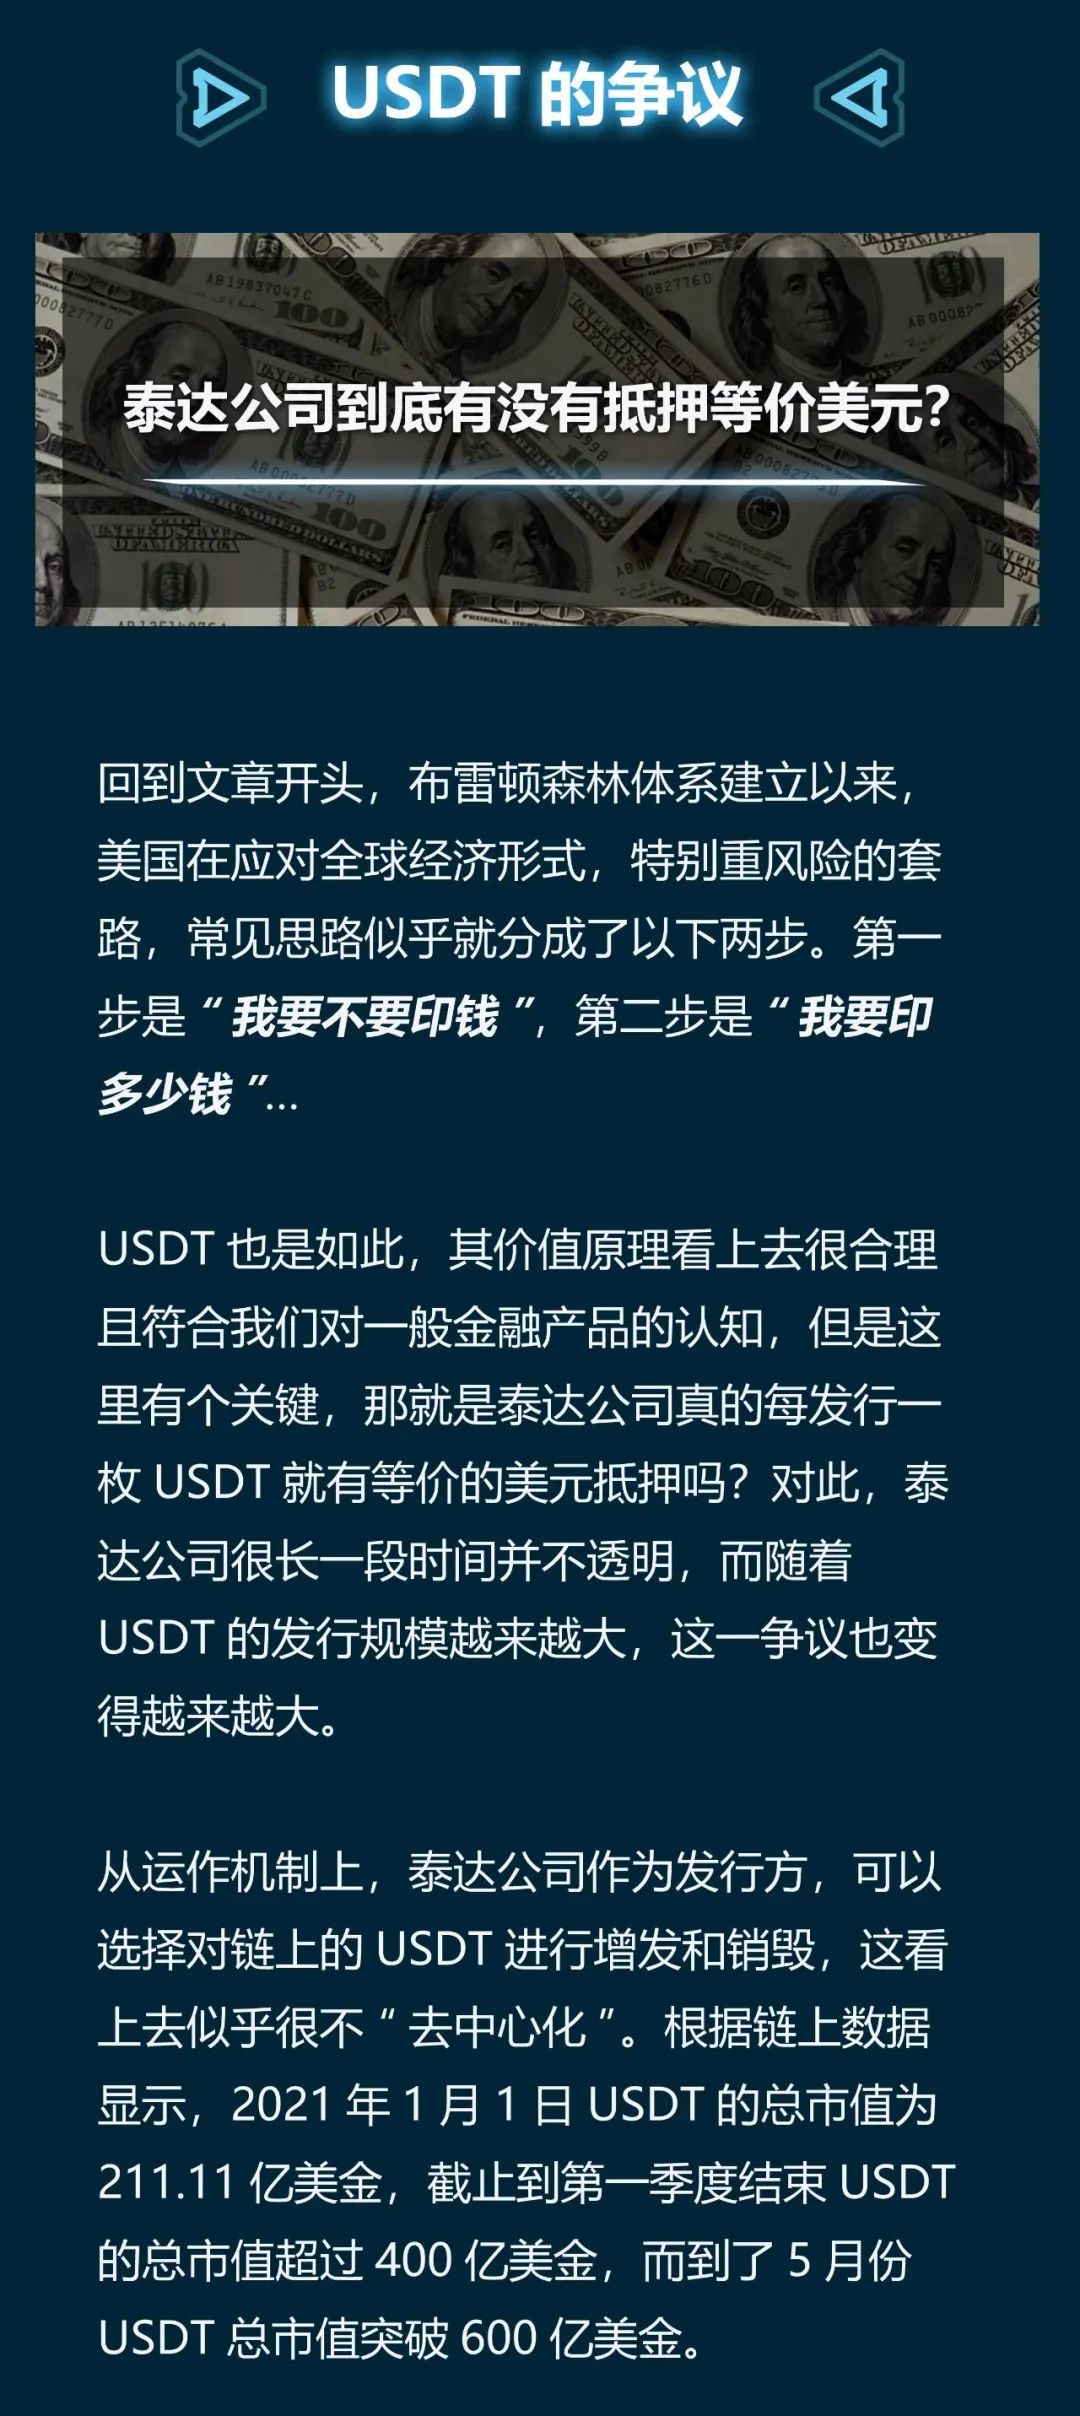 USDT 的争议
泰达公司到底有没有抵押等价美元？
回到文章开头，布雷顿森林体系建立以来，
美国在应对全球经济形式，特别重风险的套
路，常见思路似乎就分成了以下两步。第一
步是“我要不要印钱”，第二步是“我要印
多少钱”...
USDT 也是如此，其价值原理看上去很合理
且符合我们对一般金融产品的认知，但是这
里有个关键，那就是泰达公司真的每发行一
枚 USDT 就有等价的美元抵押吗？对此，泰
达公司很长一段时间并不透明，而随着
USDT 的发行规模越来越大，这一争议也变
得越来越大。
从运作机制上，泰达公司作为发行方，可以
选择对链上的 USDT 进行增发和销毁，这看
上去似乎很不“去中心化”。根据链上数据
显示，2021 年 1 月 1 日 USDT 的总市值为
211.11 亿美金，截止到第一季度结束 USDT
的总市值超过 400 亿美金，而到了 5 月份
USDT 总市值突破 600 亿美金。